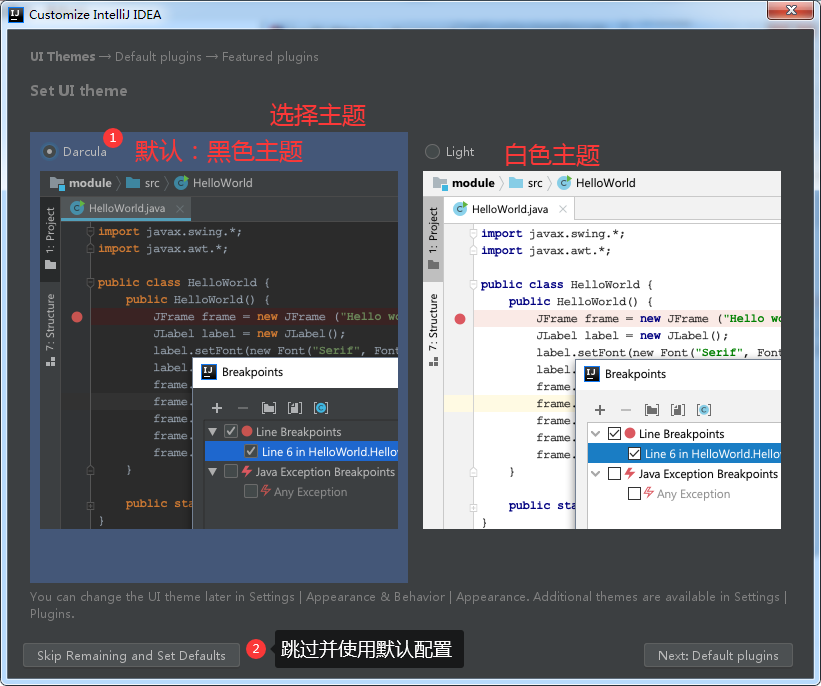 Customize IntelliJ IDEA
UI Themes → Default plugins → Featured plugins
Set UI theme
选择主题
1
Darcula
默认：黑色主题
Light
白色主题
module
src
HelloWorld
HelloWorld.java
1: Project
7: Structure
import javax.swing.*;
import javax.awt.*;
public class HelloWorld {
public HelloWorld() {
JFrame frame = new JFrame ("Hello wo
JLabel label = new JLabel();
label.setFont(new Font("Serif", Font
label.
frame.
frame.
frame.
frame.
frame.
}
public sta
}
Breakpoints
Line Breakpoints
Line 6 in HelloWorld.Hello
Java Exception Breakpoints
Any Exception
module
src
HelloWorld
HelloWorld.java
1: Project
7: Structure
import javax.swing.*;
import javax.awt.*;
public class HelloWorld {
public HelloWorld() {
JFrame frame = new JFrame ("Hello wo
JLabel label = new JLabel();
label.setFont(new Font("Serif", Font
label.
frame.
frame.
frame.
frame.
frame.
}
public sta
}
Breakpoints
Line Breakpoints
Line 6 in HelloWorld.Hello
Java Exception Breakpoints
Any Exception
You can change the UI theme later in Settings | Appearance & Behavior | Appearance. Additional themes are available in Settings |
Plugins.
Skip Remaining and Set Defaults
2
跳过并使用默认配置
Next: Default plugins